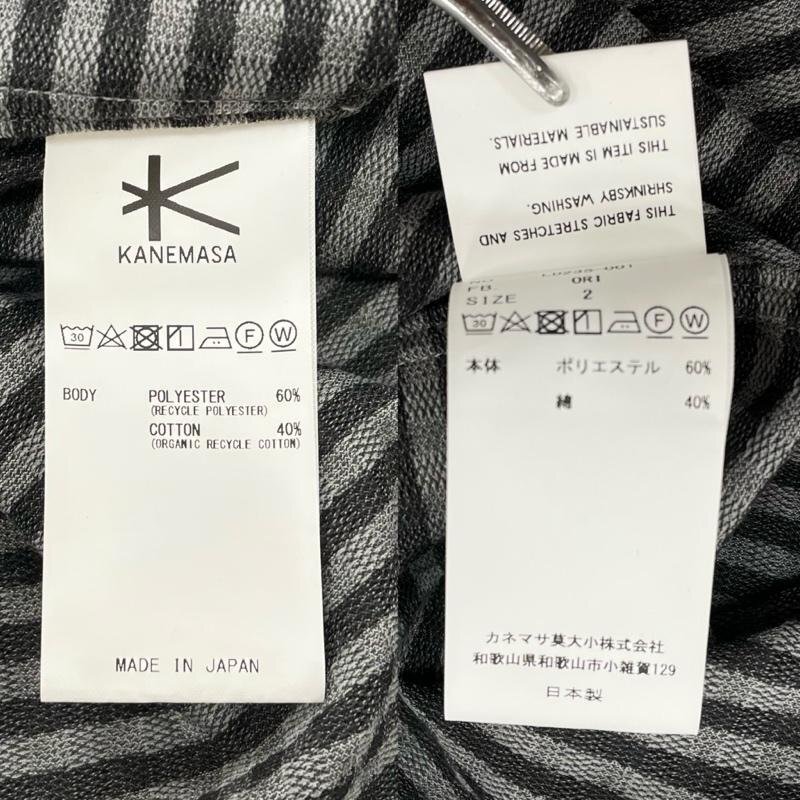 KANEMASA
30 F W
BODY POLYESTER 60%
(RECYCLE POLYESTER)
COTTON 40%
(ORGANIC RECYCLE COTTON)
MADE IN JAPAN
THIS FABRIC STRETCHES AND
SHRINKSBY WASHING.
THIS ITEM IS MADE FROM
SUSTAINABLE MATERIALS.
FB. OR1
SIZE 2
30 F W
本体 ポリエステル 60%
綿 40%
カネマサ莫大小株式会社
和歌山県和歌山市小雑賀129
日本製